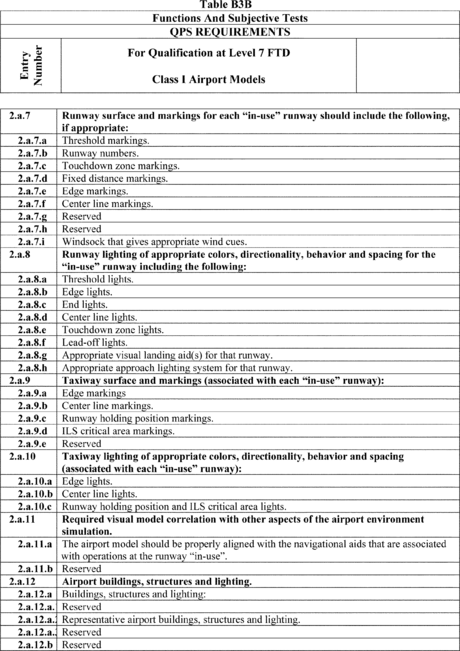 Table B3B
Functions And Subjective Tests
QPS REQUIREMENTS
Entry Number
For Qualification at Level 7 FTD
Class I Airport Models
2.a.7 Runway surface and markings for each “in-use” runway should include the following,
if appropriate:
2.a.7.a Threshold markings.
2.a.7.b Runway numbers.
2.a.7.c Touchdown zone markings.
2.a.7.d Fixed distance markings.
2.a.7.e Edge markings.
2.a.7.f Center line markings.
2.a.7.g Reserved
2.a.7.h Reserved
2.a.7.i Windsock that gives appropriate wind cues.
2.a.8 Runway lighting of appropriate colors, directionality, behavior and spacing for the
“in-use” runway including the following:
2.a.8.a Threshold lights.
2.a.8.b Edge lights.
2.a.8.c End lights.
2.a.8.d Center line lights.
2.a.8.e Touchdown zone lights.
2.a.8.f Lead-off lights.
2.a.8.g Appropriate visual landing aid(s) for that runway.
2.a.8.h Appropriate approach lighting system for that runway.
2.a.9 Taxiway surface and markings (associated with each “in-use” runway):
2.a.9.a Edge markings
2.a.9.b Center line markings.
2.a.9.c Runway holding position markings.
2.a.9.d ILS critical area markings.
2.a.9.e Reserved
2.a.10 Taxiway lighting of appropriate colors, directionality, behavior and spacing
(associated with each “in-use” runway):
2.a.10.a Edge lights.
2.a.10.b Center line lights.
2.a.10.c Runway holding position and ILS critical area lights.
2.a.11 Required visual model correlation with other aspects of the airport environment
simulation.
2.a.11.a The airport model should be properly aligned with the navigational aids that are associated
with operations at the runway “in-use”.
2.a.11.b Reserved
2.a.12 Airport buildings, structures and lighting.
2.a.12.a Buildings, structures and lighting:
2.a.12.a. Reserved
2.a.12.a. Representative airport buildings, structures and lighting.
2.a.12.a. Reserved
2.a.12.b Reserved